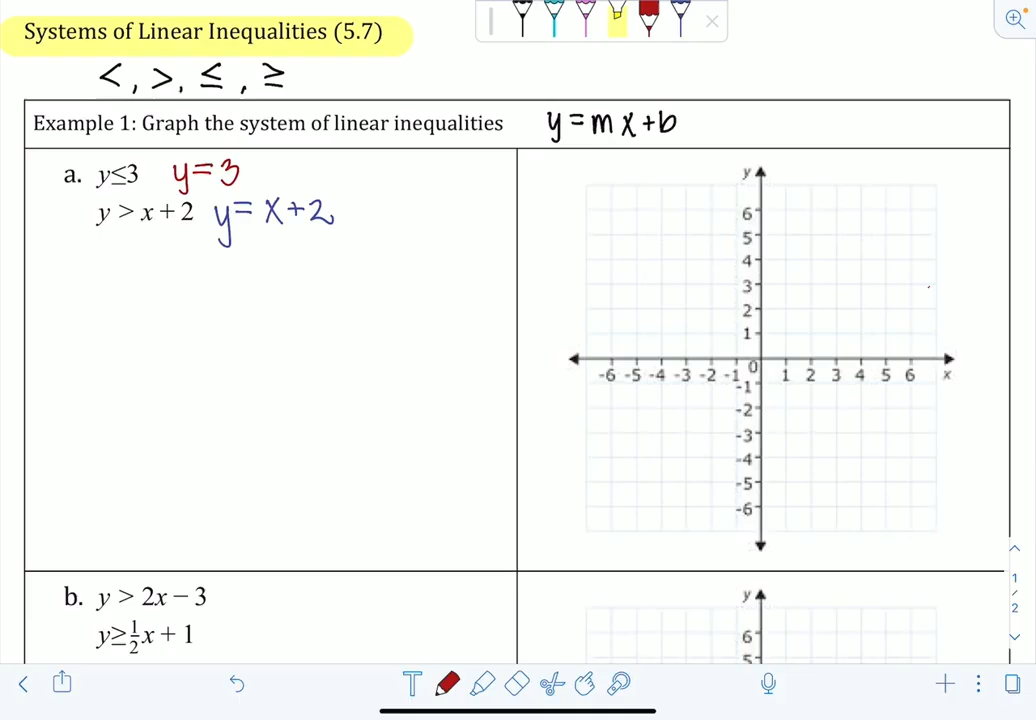 Systems of Linear Inequalities (5.7)
<, >, ≤, ≥
Example 1: Graph the system of linear inequalities y = mx + b
a. y≤3 y = 3
y > x + 2 y = x + 2
y
6
5
4
3
2
1
0
-6 -5 -4 -3 -2 -1 1 2 3 4 5 6 x
-1
-2
-3
-4
-5
-6
b. y > 2x − 3
y≥½x + 1
y
6
5
1
/
2
T